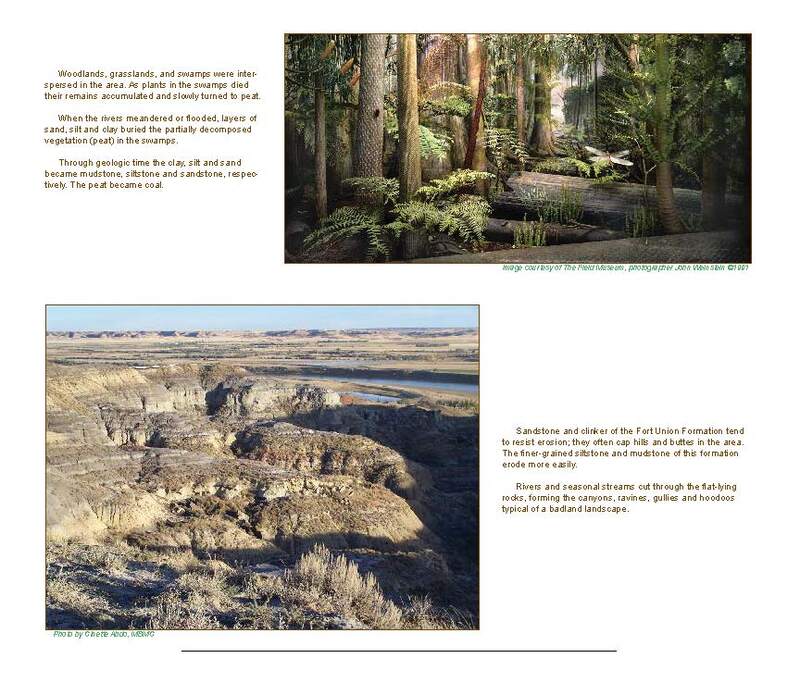 Woodlands, grasslands, and swamps were inter-
spersed in the area. As plants in the swamps died
their remains accumulated and slowly turned to peat.
When the rivers meandered or flooded, layers of
sand, silt and clay buried the partially decomposed
vegetation (peat) in the swamps.
Through geologic time the clay, silt and sand
became mudstone, siltstone and sandstone, respec-
tively. The peat became coal.
Image courtesy of The Field Museum, photographer John Weinstein ©1991
Sandstone and clinker of the Fort Union Formation tend
to resist erosion; they often cap hills and buttes in the area.
The finer-grained siltstone and mudstone of this formation
erode more easily.
Rivers and seasonal streams cut through the flat-lying
rocks, forming the canyons, ravines, gullies and hoodoos
typical of a badland landscape.
Photo by Ginette Abdo, MBMG